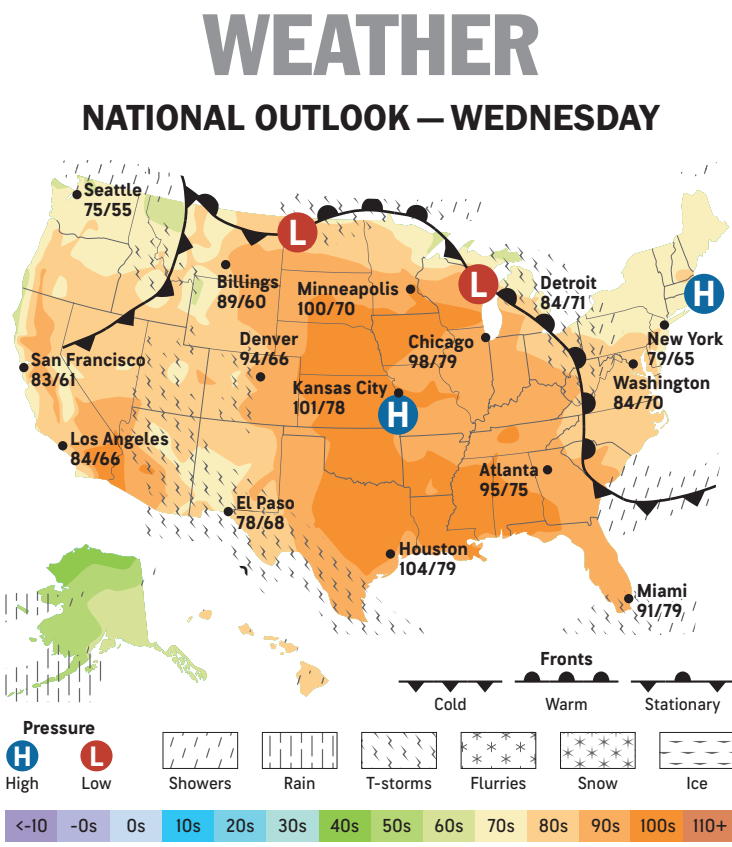 WEATHER
NATIONAL OUTLOOK — WEDNESDAY
Seattle
75/55
L
Billings
89/60
Minneapolis
100/70
L
Detroit
84/71
H
Denver
94/66
Chicago
98/79
New York
79/65
San Francisco
83/61
Kansas City
101/78
H
Washington
84/70
Los Angeles
84/66
Atlanta
95/75
El Paso
78/68
Houston
104/79
Miami
91/79
Fronts
Cold
Warm
Stationary
Pressure
H
L
High
Low
Showers
Rain
T-storms
Flurries
Snow
Ice
<-10 -0s 0s 10s 20s 30s 40s 50s 60s 70s 80s 90s 100s 110+